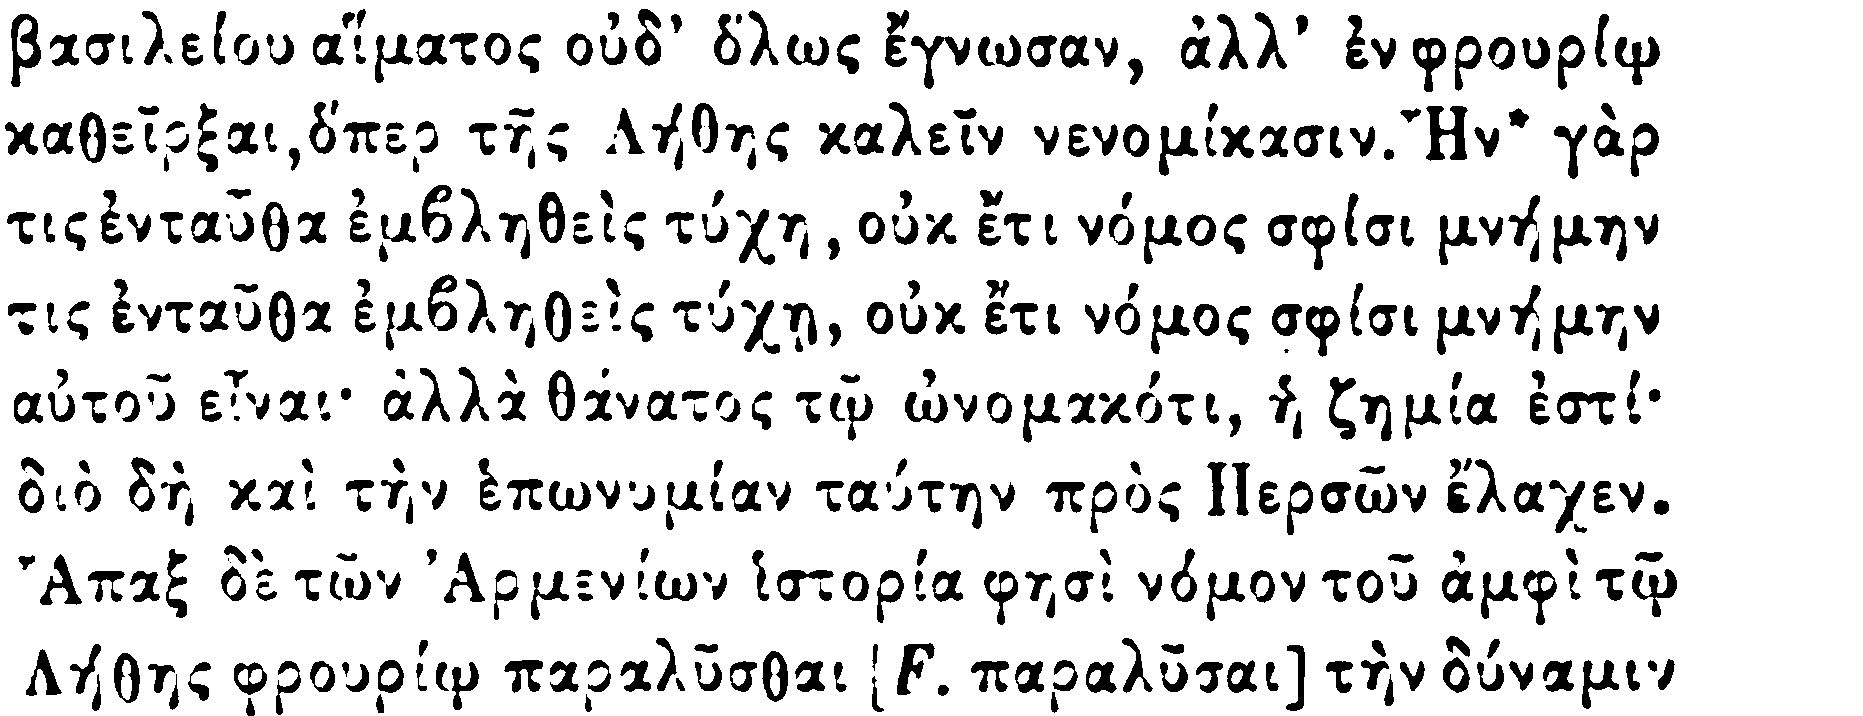 βασιλείου αἵματος οὐδ' ὅλως ἔγνωσαν, ἀλλ' ἐν φρουρίῳ
καθεῖρξαι, ὅπερ τῆς Λήθης καλεῖν νενομίκασιν. Ἢν* γὰρ
τις ἐνταῦθα ἐμϐληθεὶς τύχη, οὐκ ἔτι νόμος σφίσι μνήμην
τις ἐνταῦθα ἐμϐληθεὶς τύχῃ, οὐκ ἔτι νόμος σφίσι μνήμην
αὐτοῦ εἶναι· ἀλλὰ θάνατος τῷ ὠνομακότι, ἡ ζημία ἐστί·
διὸ δὴ καὶ τὴν ἐπωνυμίαν ταύτην πρὸς Περσῶν ἔλαχεν.
Ἅπαξ δὲ τῶν Ἀρμενίων ἱστορία φησὶ νόμον τοῦ ἀμφὶ τῷ
Λήθης φρουρίῳ παραλῦσθαι [F. παραλῦσαι] τὴν δύναμιν